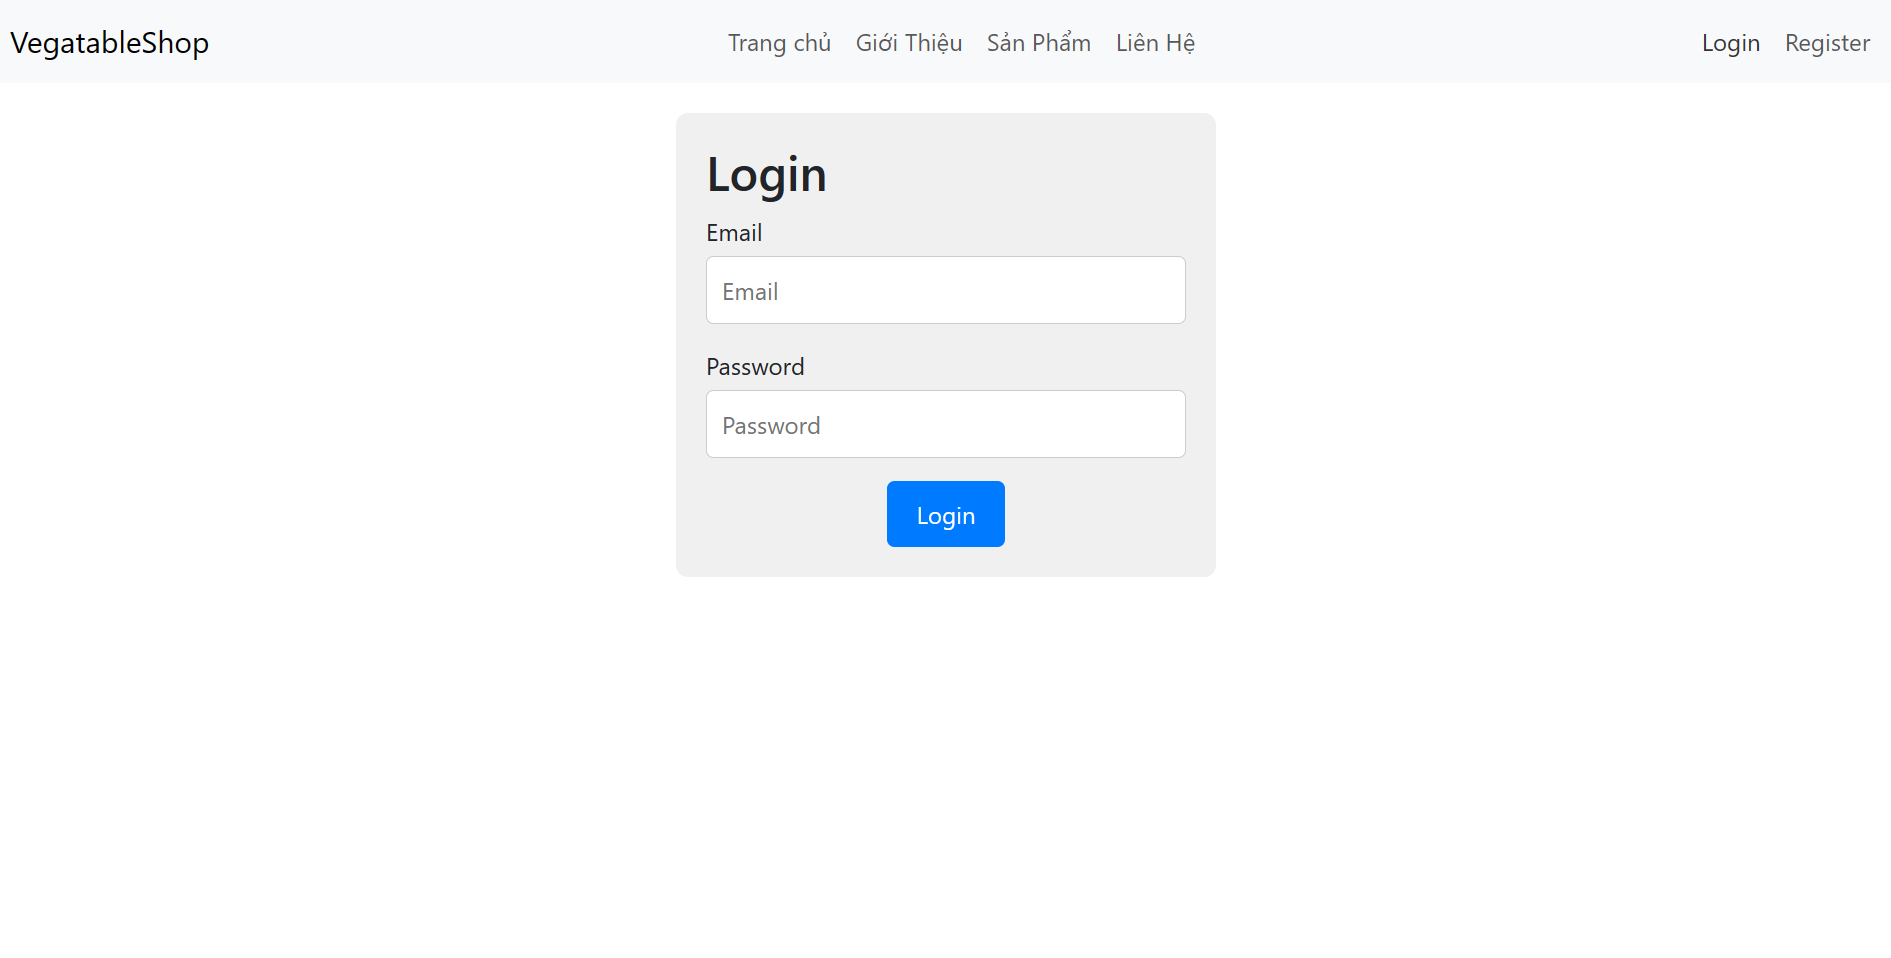 VegatableShop
Trang chủ Giới Thiệu Sản Phẩm Liên Hệ
Login Register
Login
Email
Email
Password
Password
Login